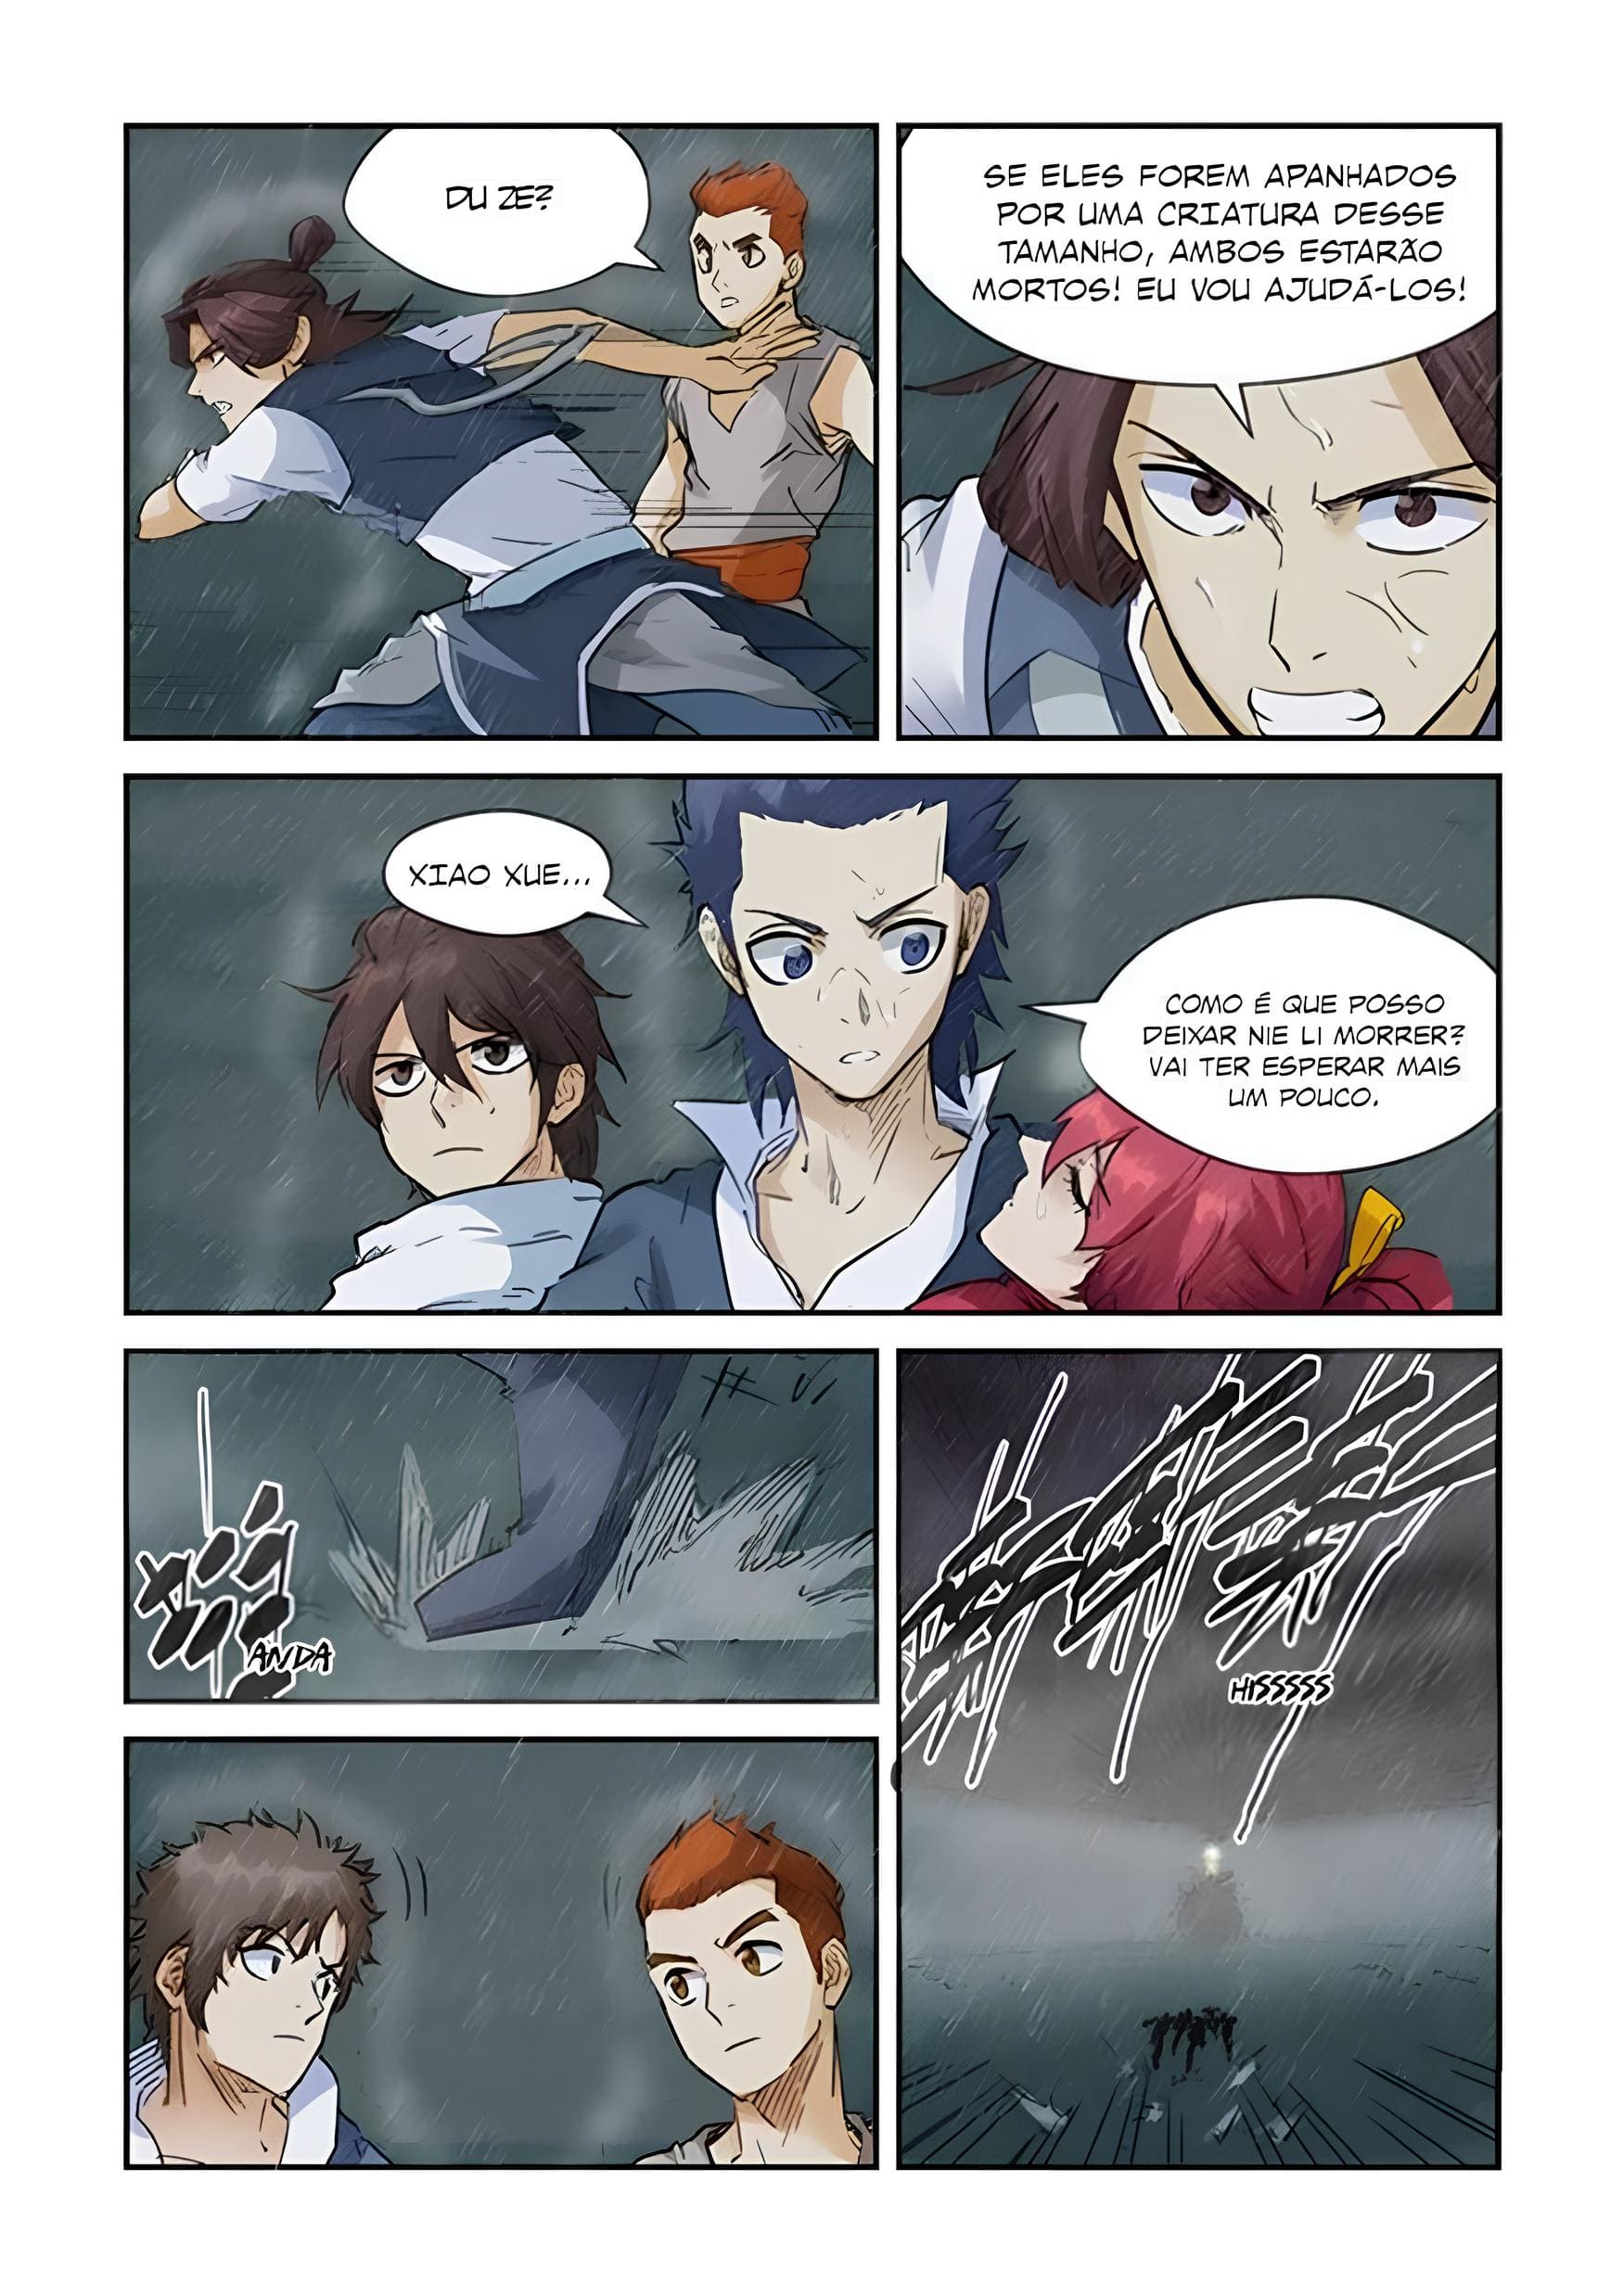 DU ZE?
SE ELES FOREM APANHADOS
POR UMA CRIATURA DESSE
TAMANHO, AMBOS ESTARÃO
MORTOS! EU VOU AJUDÁ-LOS!
XIAO XUE...
COMO É QUE POSSO
DEIXAR NIE LI MORRER?
VAI TER ESPERAR MAIS
UM POUCO.
ANDA
HISSSSS